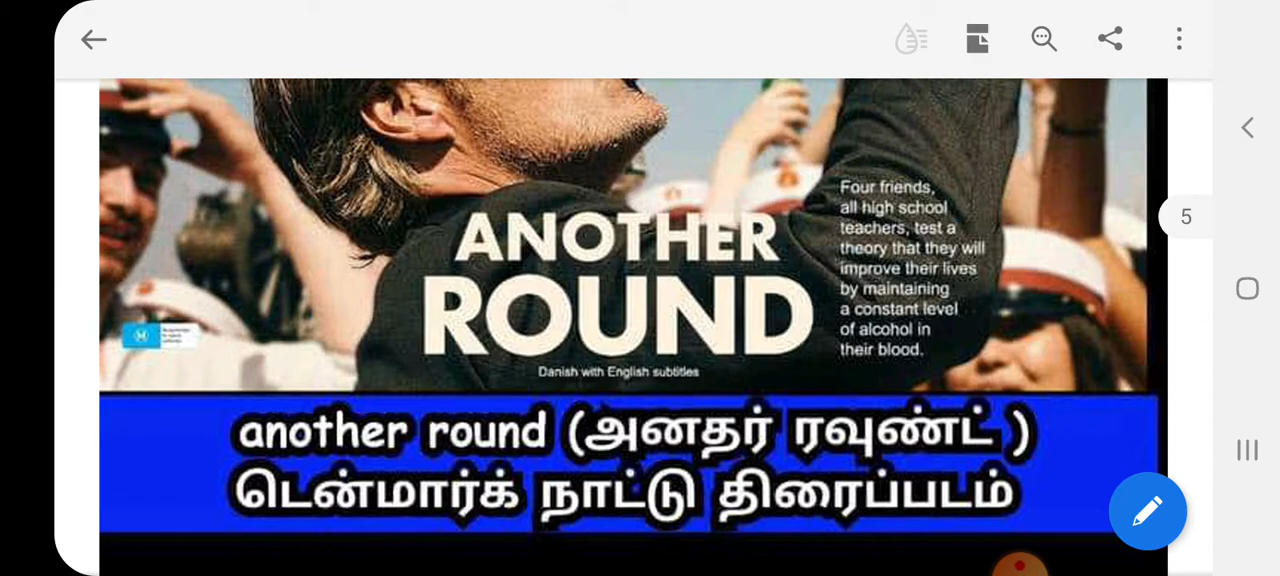 5
Four friends,
all high school
teachers, test a
theory that they will
improve their lives
by maintaining
a constant level
of alcohol in
their blood.
ANOTHER
ROUND
Danish with English subtitles
another round (அனதர் ரவுண்ட் )
டென்மார்க் நாட்டு திரைப்படம்